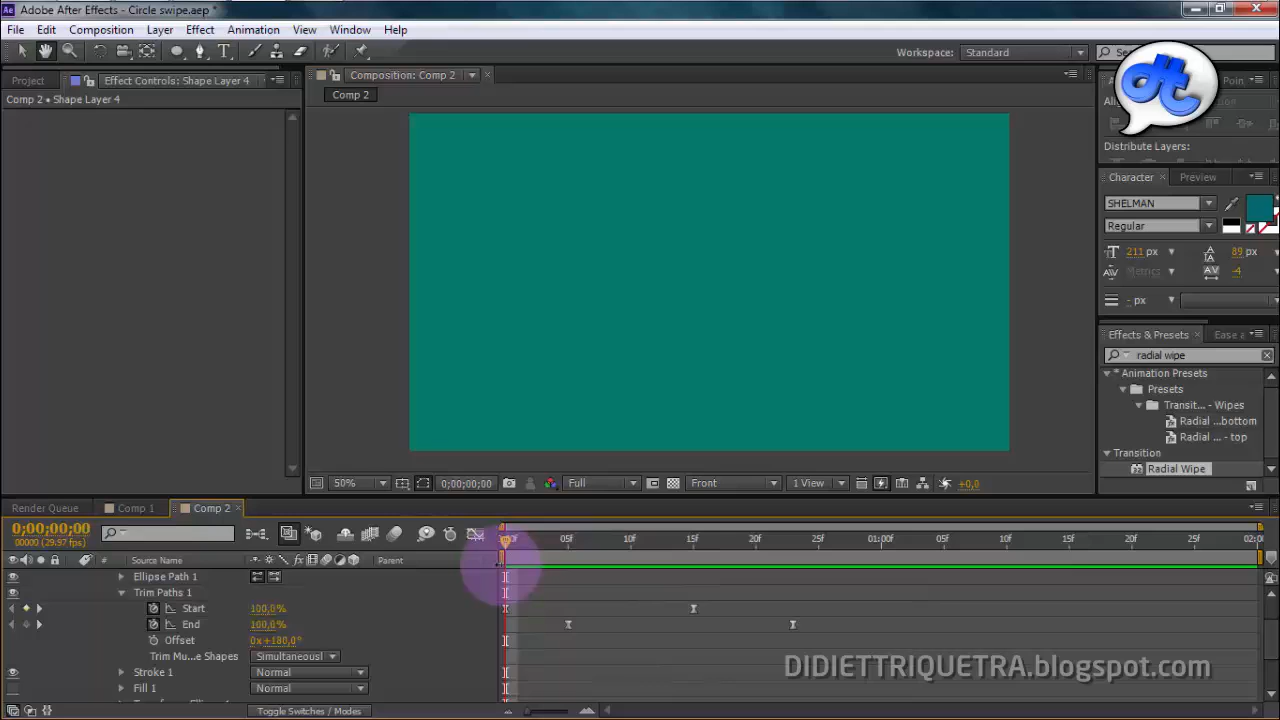 Adobe After Effects - Circle swipe.aep *
File Edit Composition Layer Effect Animation View Window Help
Workspace: Standard
Project Effect Controls: Shape Layer 4
Composition: Comp 2
Comp 2 • Shape Layer 4
Comp 2
dt
Distribute Layers:
Character Preview
SHELMAN
Regular
211 px 89 px
Metrics -4
- px
Effects & Presets Ease a
radial wipe
* Animation Presets
Presets
Transit... - Wipes
Radial ...bottom
Radial ... - top
Transition
Radial Wipe
50% 0;00;00;00 Full Front 1 View +0,0
Render Queue Comp 1 Comp 2
0;00;00;00
00000 (29.97 fps)
05f 10f 15f 20f 25f 01:00f 05f 10f 15f 20f 25f 02:0
Source Name Parent
Ellipse Path 1
Trim Paths 1
Start 100,0%
End 100,0%
Offset 0x+180,0°
Trim Mu...e Shapes Simultaneousl
Stroke 1 Normal
Fill 1 Normal
Toggle Switches / Modes
DIDIETTRIQUETRA.blogspot.com